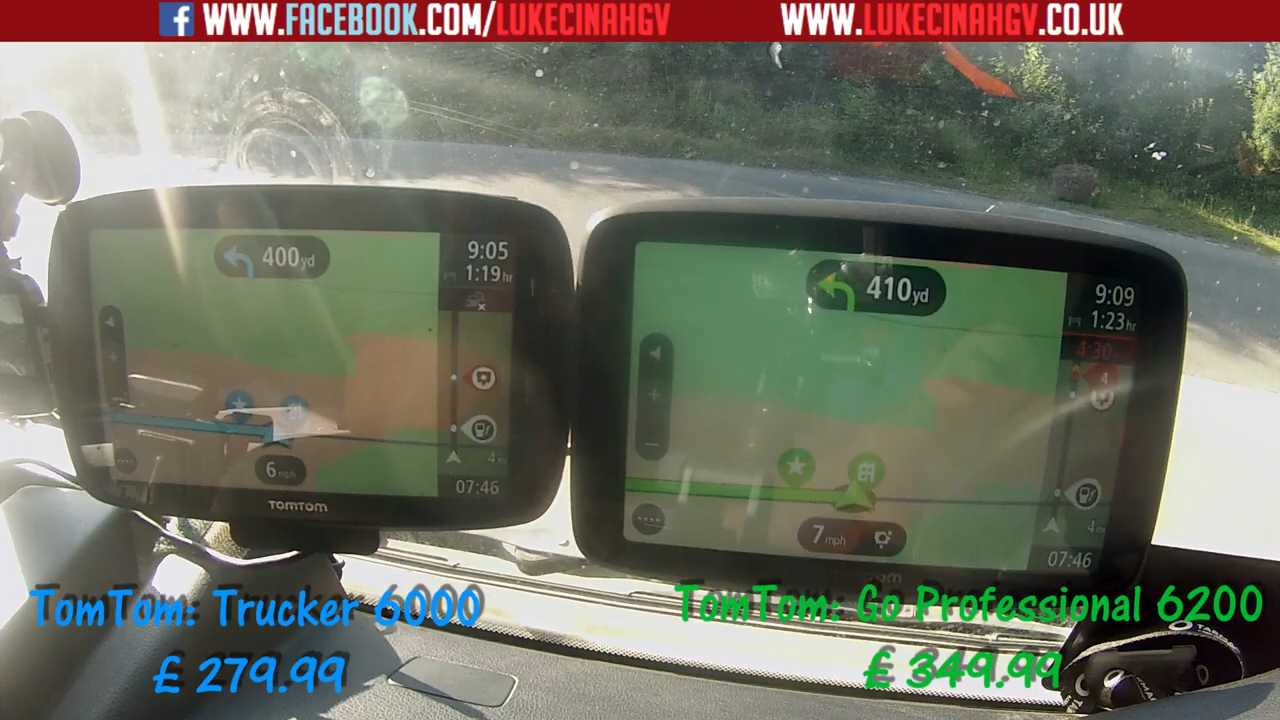 WWW.FACEBOOK.COM/LUKECINAHGV
WWW.LUKECINAHGV.CO.UK
400yd
9:05
1:19hr
6mph
4mi
07:46
TOMTOM
410yd
9:09
1:23hr
4:30
4
7mph
07:46
TomTom: Trucker 6000
£ 279.99
TomTom: Go Professional 6200
£ 349.99